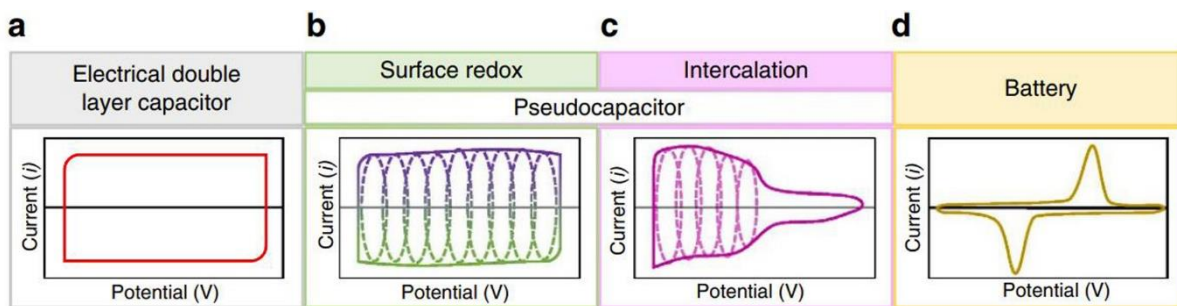 a
Electrical double
layer capacitor
Current (i)
Potential (V)
b
Surface redox
c
Intercalation
Pseudocapacitor
Current (i)
Potential (V)
Current (i)
Potential (V)
d
Battery
Current (i)
Potential (V)